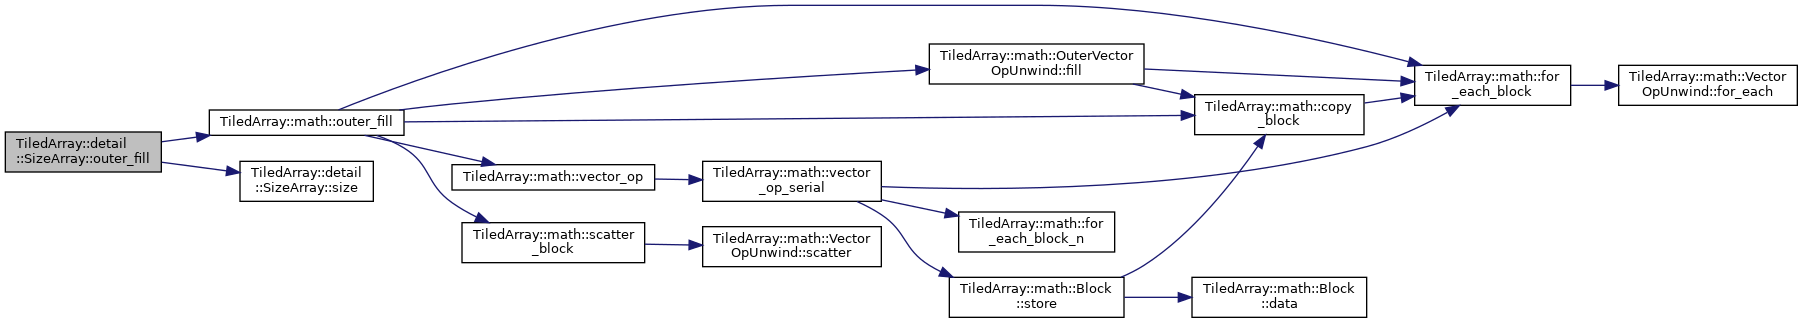 TiledArray::detail
::SizeArray::outer_fill
TiledArray::math::outer_fill
TiledArray::detail
::SizeArray::size
TiledArray::math::vector_op
TiledArray::math::scatter
_block
TiledArray::math::vector
_op_serial
TiledArray::math::Vector
OpUnwind::scatter
TiledArray::math::OuterVector
OpUnwind::fill
TiledArray::math::for
_each_block_n
TiledArray::math::Block
::store
TiledArray::math::copy
_block
TiledArray::math::Block
::data
TiledArray::math::for
_each_block
TiledArray::math::Vector
OpUnwind::for_each